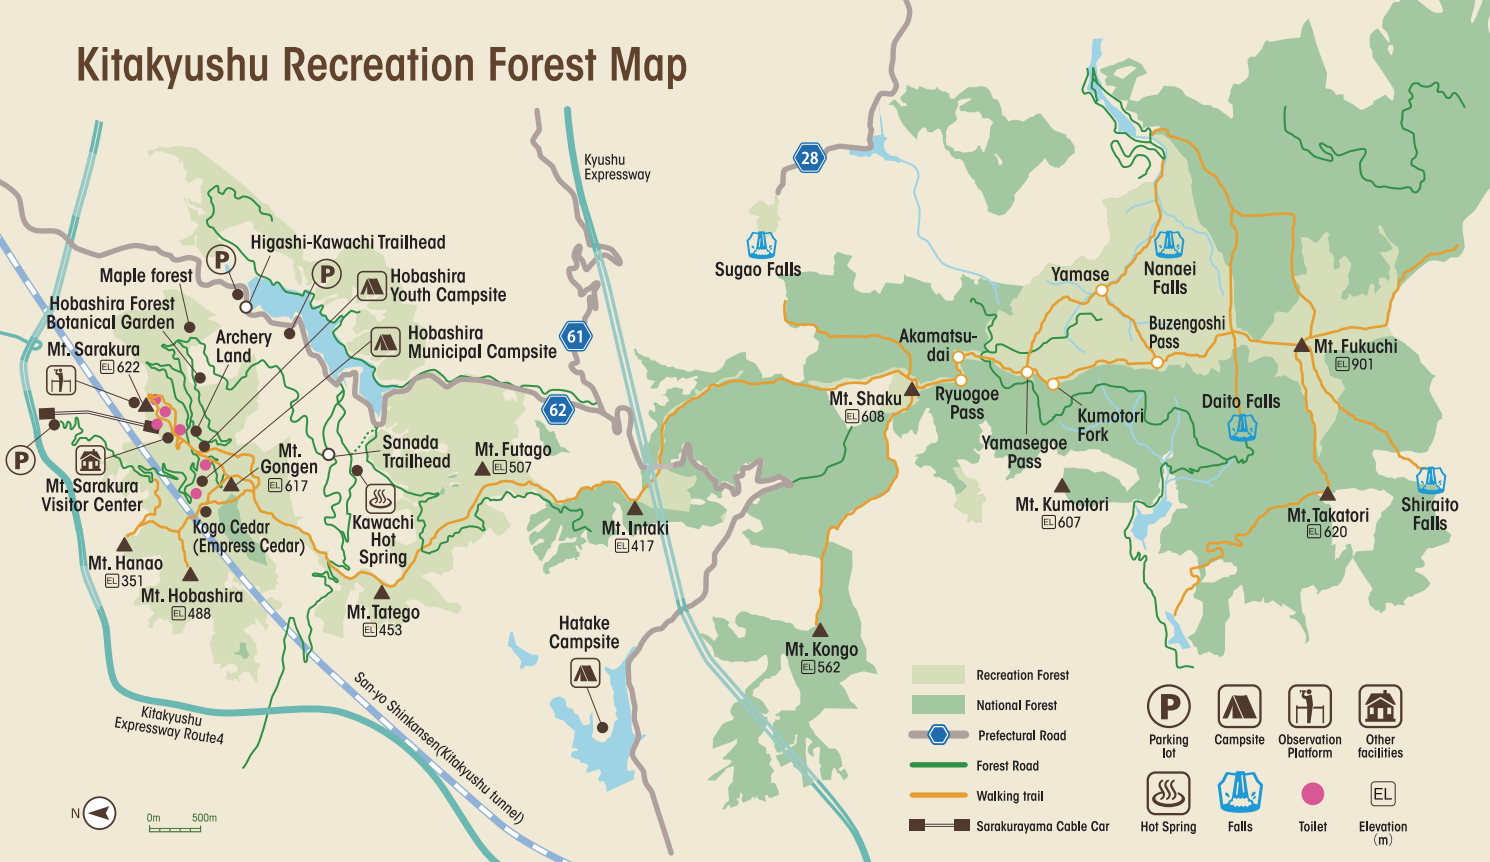 Kitakyushu Recreation Forest Map
28
Kyushu
Expressway
Higashi-Kawachi Trailhead
P
P
Maple forest
Hobashira
Youth Campsite
Hobashira Forest
Botanical Garden
Archery
Land
Hobashira
Municipal Campsite
61
Mt. Sarakura
EL 622
62
P
Mt. Sarakura
Visitor Center
Mt.
Gongen
EL 617
Sanada
Trailhead
Mt. Futago
EL 507
Kogo Cedar
(Empress Cedar)
Kawachi
Hot
Spring
Mt. Intaki
EL 417
Mt. Hanao
EL 351
Mt. Hobashira
EL 488
Mt. Tatego
EL 453
Hatake
Campsite
Kitakyushu
Expressway Route4
San-yo Shinkansen(Kitakyushu tunnel)
Sugao Falls
Yamase
Nanaei
Falls
Akamatsu-
dai
Buzengoshi
Pass
Mt. Fukuchi
EL 901
Mt. Shaku
EL 608
Ryuogoe
Pass
Kumotori
Fork
Daito Falls
Yamasegoe
Pass
Mt. Kumotori
EL 607
Mt. Takatori
EL 620
Shiraito
Falls
Mt. Kongo
EL 562
Recreation Forest
National Forest
Prefectural Road
Forest Road
Walking trail
Sarakurayama Cable Car
P
Parking
lot
Campsite
Observation
Platform
Other
facilities
Hot Spring
Falls
Toilet
EL
Elevation
(m)
N
0m 500m